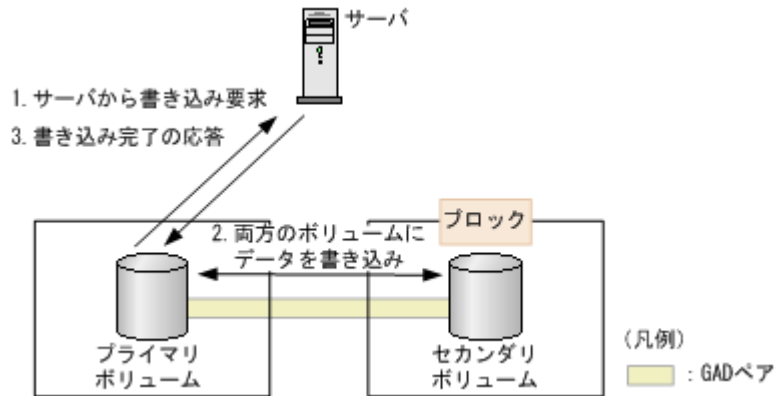 サーバ
1. サーバから書き込み要求
3. 書き込み完了の応答
ブロック
2. 両方のボリュームに
データを書き込み
プライマリ
ボリューム
セカンダリ
ボリューム
(凡例)
: GADペア